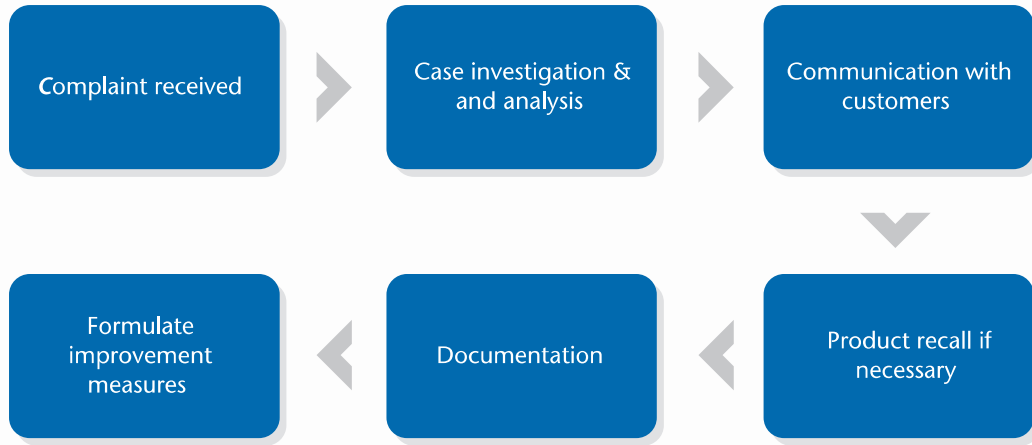 Complaint received
Case investigation &
and analysis
Communication with
customers
Product recall if
necessary
Documentation
Formulate
improvement
measures